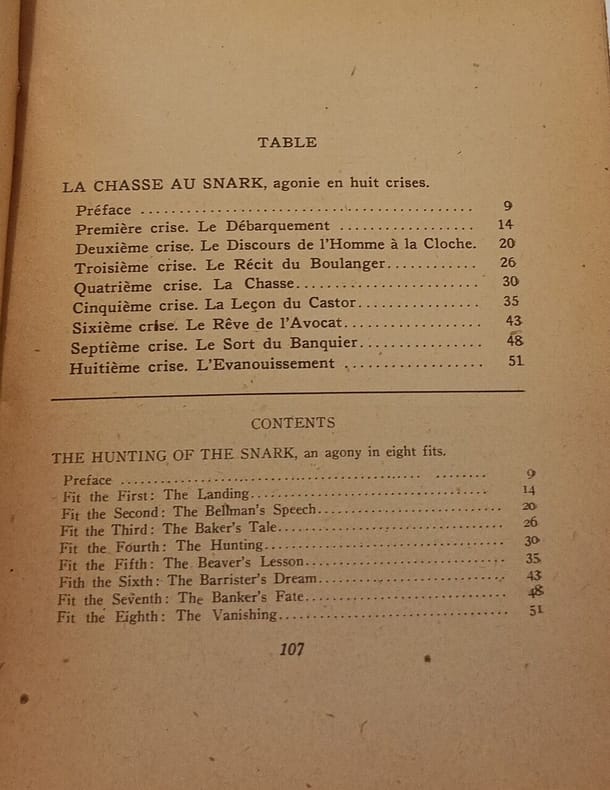 TABLE
LA CHASSE AU SNARK, agonie en huit crises.
Préface ........................................ 9
Première crise. Le Débarquement ................. 14
Deuxième crise. Le Discours de l'Homme à la Cloche. 20
Troisième crise. Le Récit du Boulanger............ 26
Quatrième crise. La Chasse....................... 30
Cinquième crise. La Leçon du Castor............... 35
Sixième crise. Le Rêve de l'Avocat................. 43
Septième crise. Le Sort du Banquier............... 48
Huitième crise. L'Evanouissement ................. 51
CONTENTS
THE HUNTING OF THE SNARK, an agony in eight fits.
Preface ........................................ 9
Fit the First: The Landing............................. 14
Fit the Second: The Bellman's Speech....................... 20
Fit the Third: The Baker's Tale............................ 26
Fit the Fourth: The Hunting............................. 30
Fit the Fifth: The Beaver's Lesson........................ 35
Fith the Sixth: The Barrister's Dream....................... 43
Fit the Seventh: The Banker's Fate......................... 48
Fit the Eighth: The Vanishing............................ 51
107